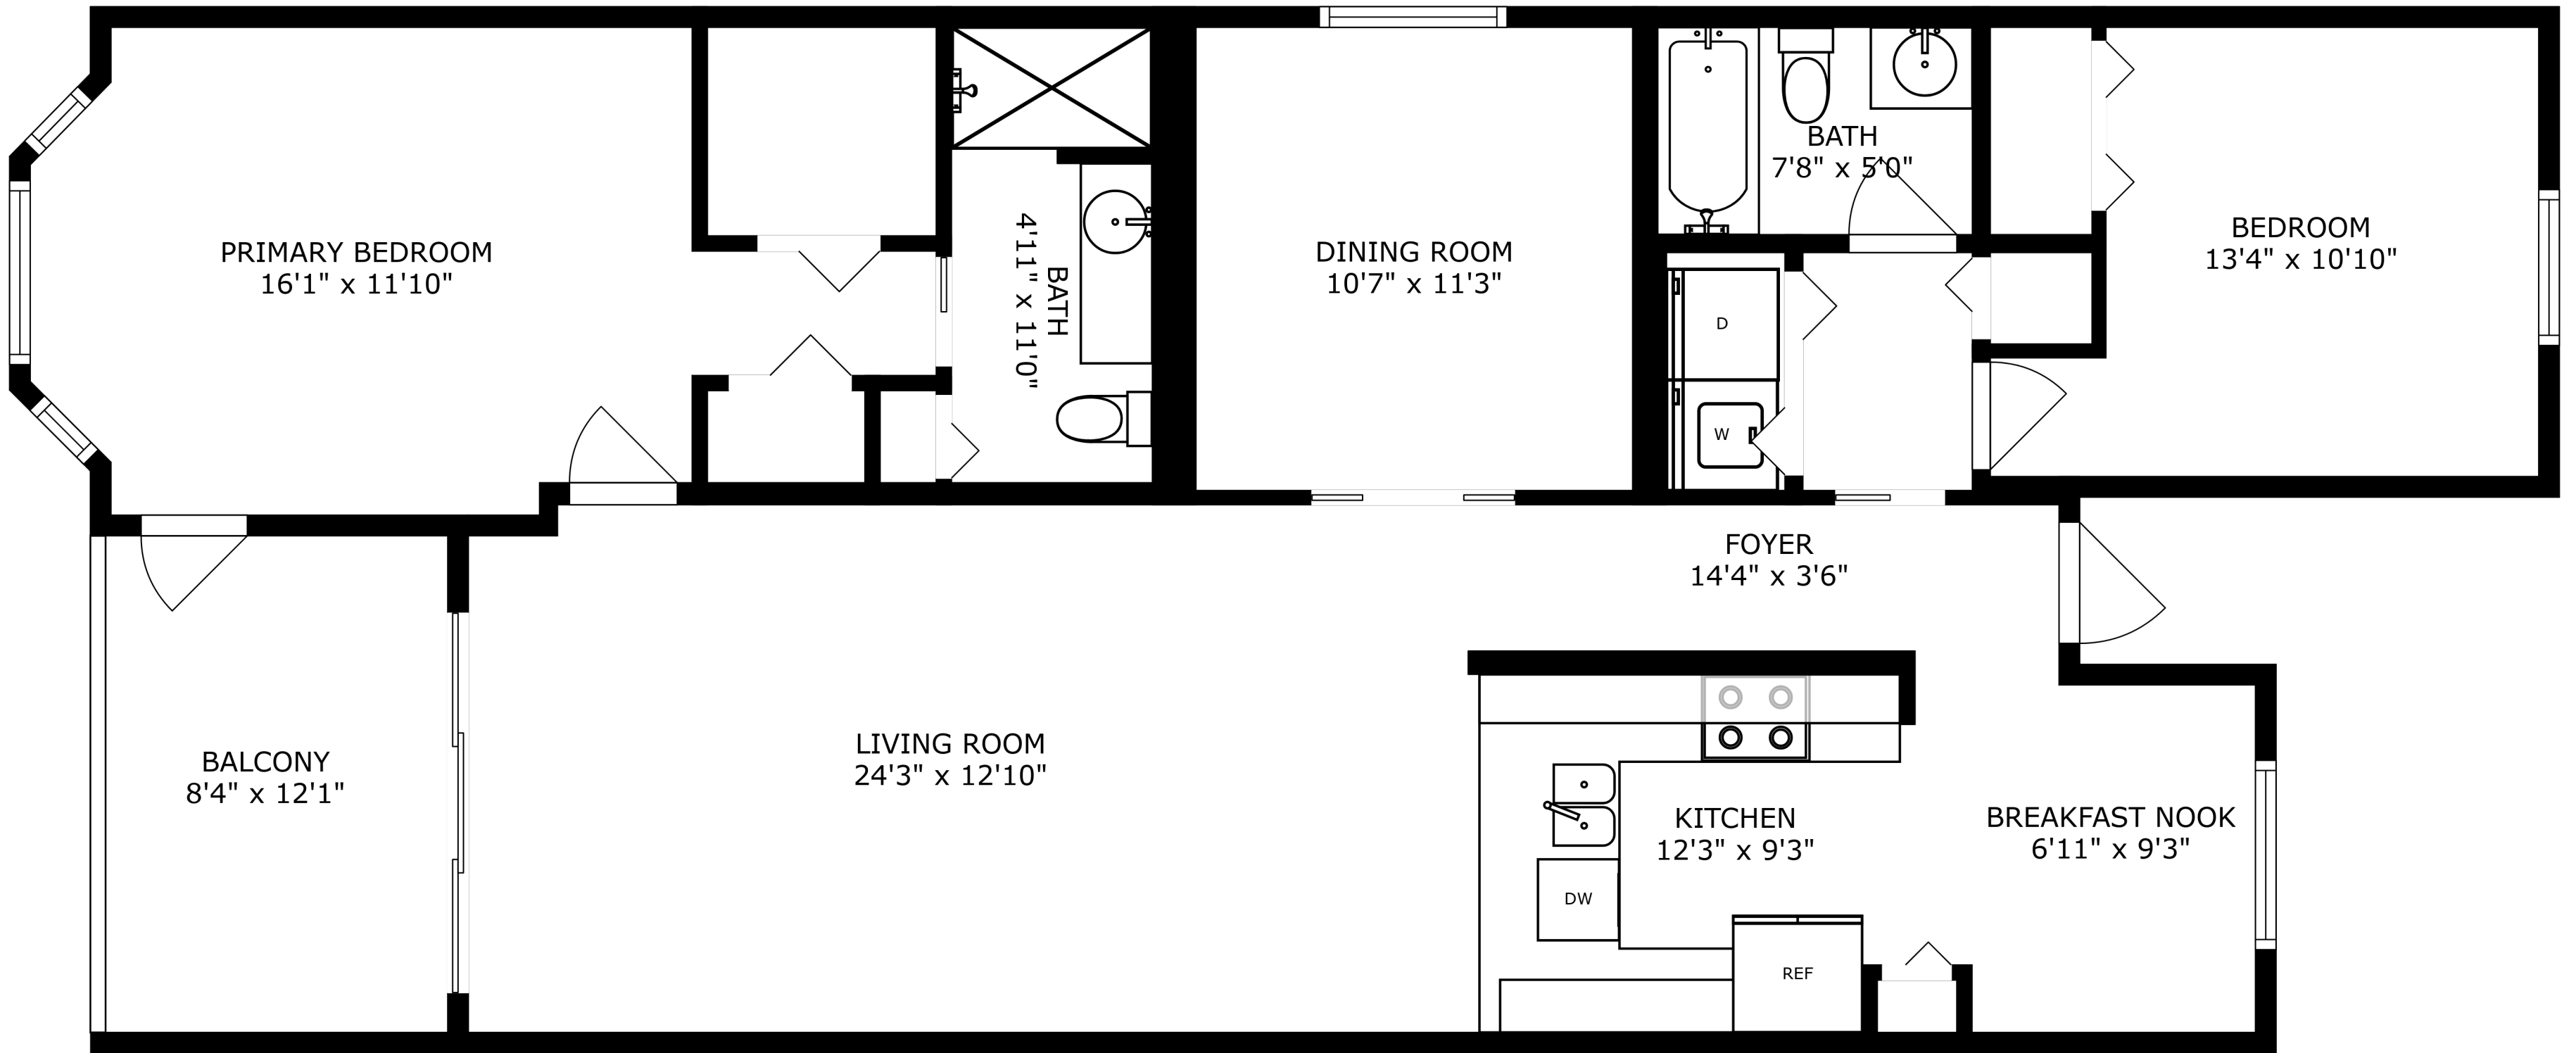 PRIMARY BEDROOM
16'1" x 11'10"
BATH
4'11" x 11'0"
DINING ROOM
10'7" x 11'3"
BATH
7'8" x 5'0"
BEDROOM
13'4" x 10'10"
D
W
FOYER
14'4" x 3'6"
BALCONY
8'4" x 12'1"
LIVING ROOM
24'3" x 12'10"
KITCHEN
12'3" x 9'3"
BREAKFAST NOOK
6'11" x 9'3"
DW
REF